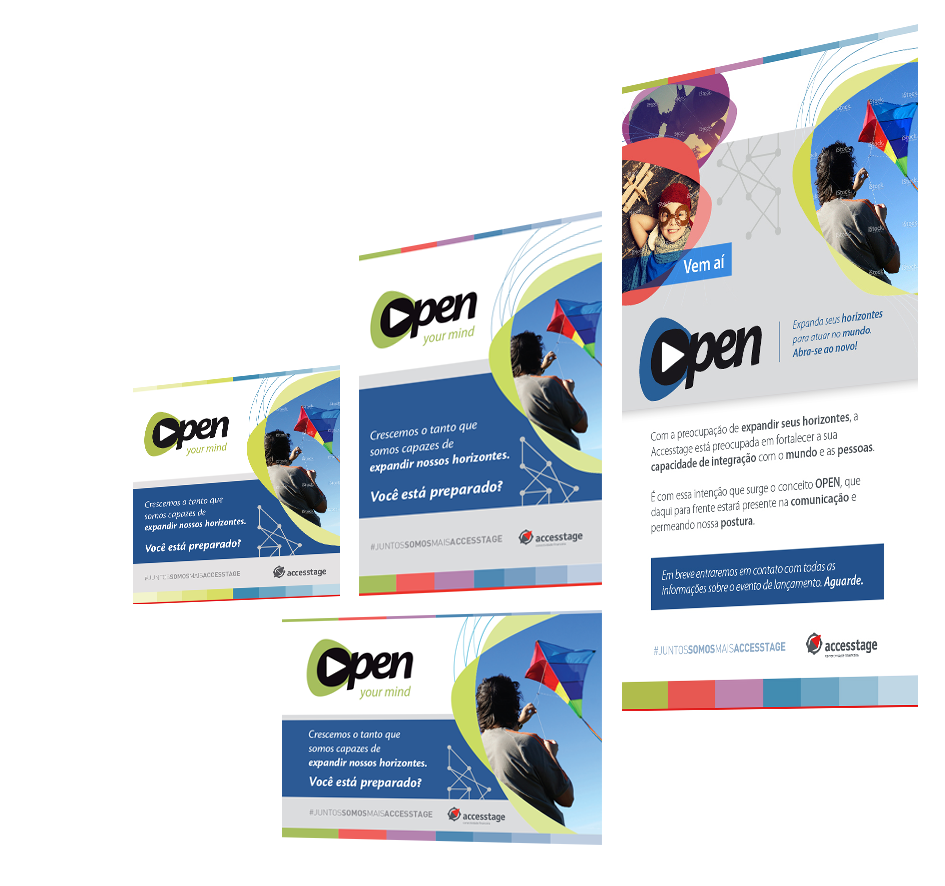 Open
your mind
Crescemos o tanto que
somos capazes de
expandir nossos horizontes.
Você está preparado?
#JUNTOSSOMOSMAISACCESSTAGE
accesstage
Open
your mind
Crescemos o tanto que
somos capazes de
expandir nossos horizontes.
Você está preparado?
#JUNTOSSOMOSMAISACCESSTAGE
accesstage
Open
your mind
Crescemos o tanto que
somos capazes de
expandir nossos horizontes.
Você está preparado?
#JUNTOSSOMOSMAISACCESSTAGE
accesstage
iStock
iStock
iStock
Vem aí
Open
Expanda seus horizontes
para atuar no mundo.
Abra-se ao novo!
Com a preocupação de expandir seus horizontes, a
Accesstage está preocupada em fortalecer a sua
capacidade de integração com o mundo e as pessoas.
É com essa intenção que surge o conceito OPEN, que
daqui para frente estará presente na comunicação e
permeando nossa postura.
Em breve entraremos em contato com todas as
informações sobre o evento de lançamento. Aguarde.
#JUNTOSSOMOSMAISACCESSTAGE
accesstage